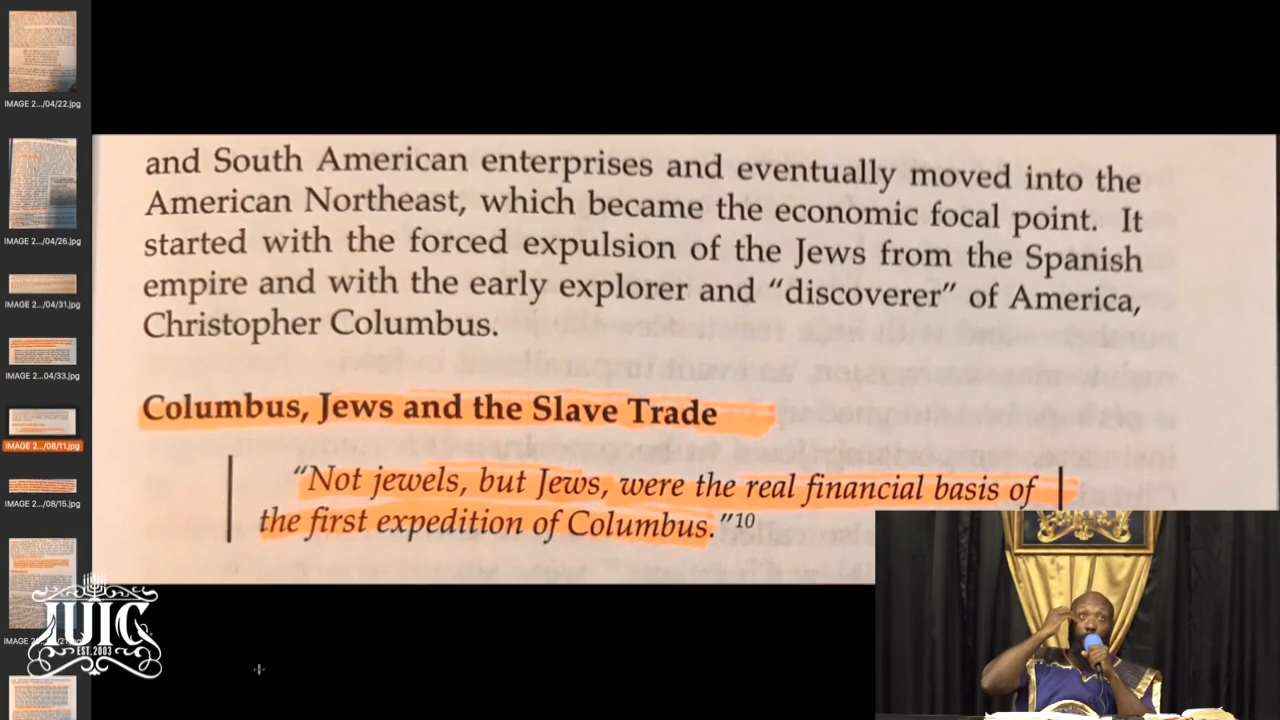 and South American enterprises and eventually moved into the
American Northeast, which became the economic focal point. It
started with the forced expulsion of the Jews from the Spanish
empire and with the early explorer and “discoverer” of America,
Christopher Columbus.
Columbus, Jews and the Slave Trade
“Not jewels, but Jews, were the real financial basis of
the first expedition of Columbus.”10
IMAGE 2.../04/22.jpg
IMAGE 2.../04/26.jpg
IMAGE 2.../04/31.jpg
IMAGE 2...04/33.jpg
IMAGE 2.../08/11.jpg
IMAGE 2.../08/15.jpg
IUIC
EST. 2003